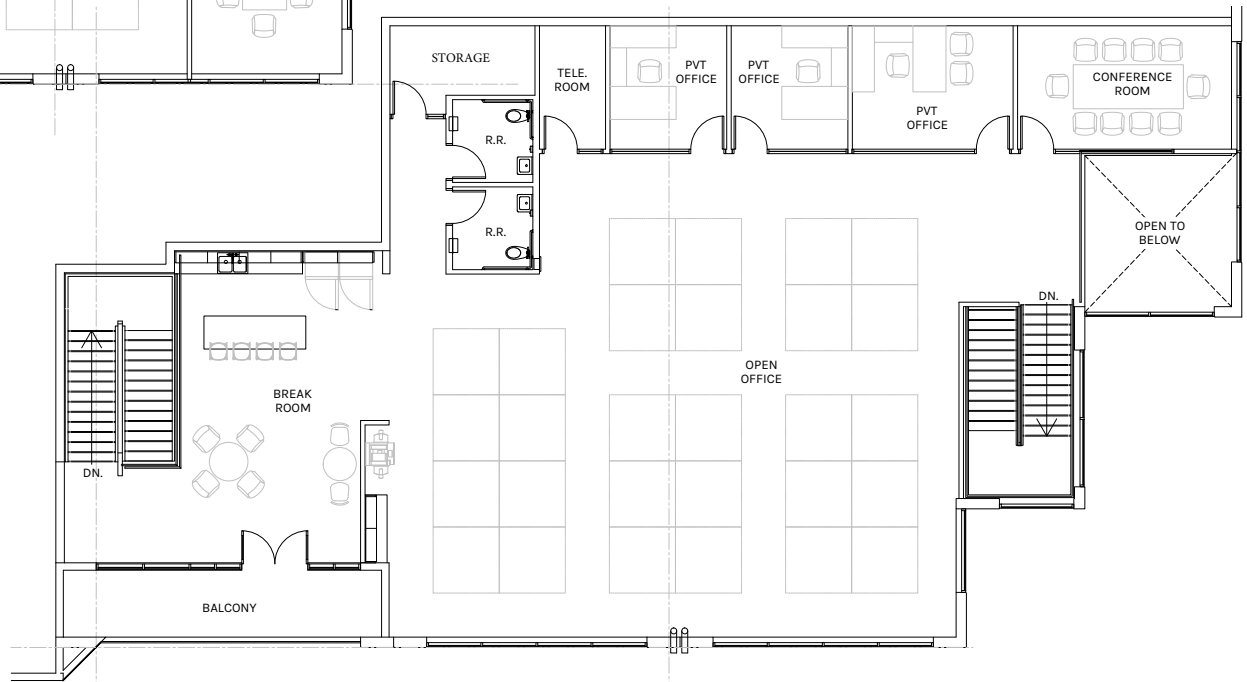 STORAGE
TELE.
ROOM
PVT
OFFICE
PVT
OFFICE
PVT
OFFICE
CONFERENCE
ROOM
R.R.
R.R.
OPEN TO
BELOW
DN.
OPEN
OFFICE
BREAK
ROOM
DN.
BALCONY